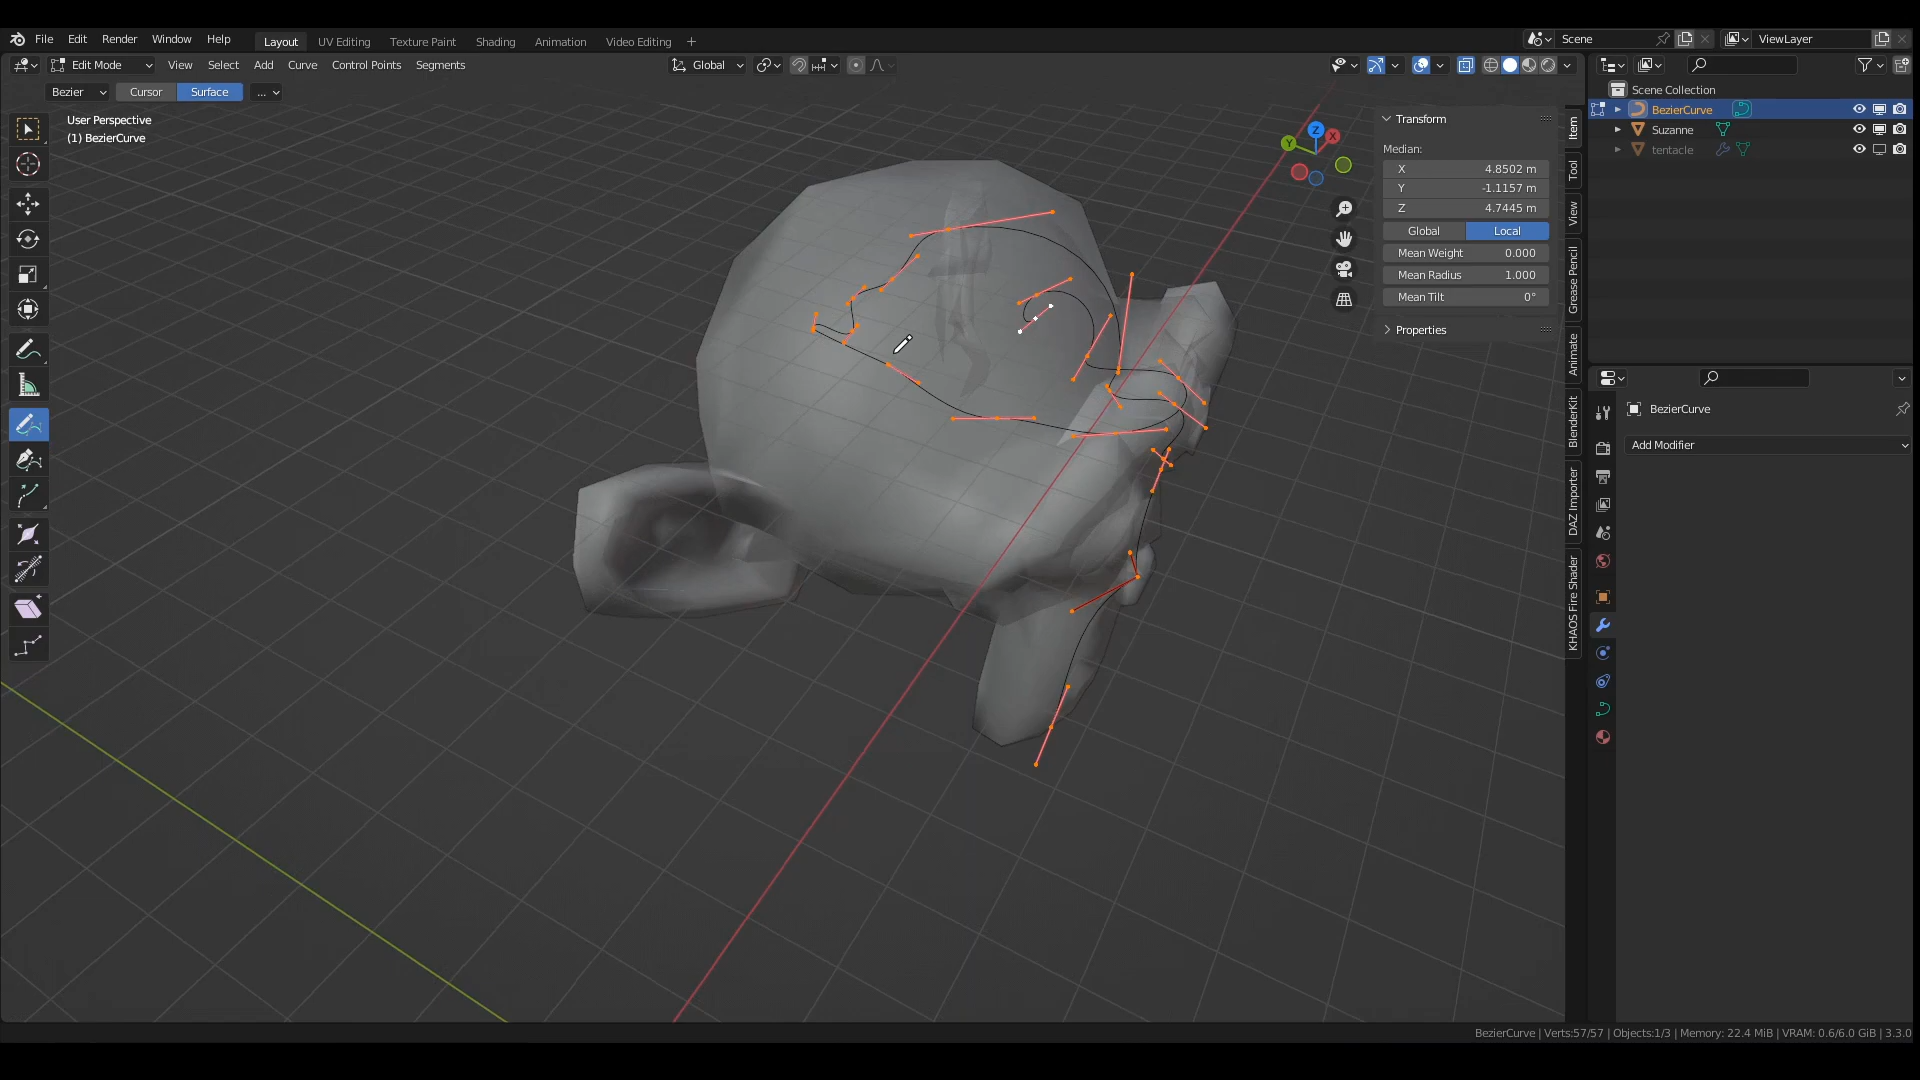 File Edit Render Window Help Layout UV Editing Texture Paint Shading Animation Video Editing + Scene ViewLayer
Edit Mode View Select Add Curve Control Points Segments Global
Bezier Cursor Surface ...
User Perspective
(1) BezierCurve
Z
X
Y
Transform
Median:
X 4.8502 m
Y -1.1157 m
Z 4.7445 m
Global Local
Mean Weight 0.000
Mean Radius 1.000
Mean Tilt 0°
Properties
Item
Tool
View
Grease Pencil
Animate
BlenderKit
DAZ Importer
KHAOS Fire Shader
Scene Collection
BezierCurve
Suzanne
tentacle
BezierCurve
Add Modifier
BezierCurve | Verts:57/57 | Objects:1/3 | Memory: 22.4 MiB | VRAM: 0.6/6.0 GiB | 3.3.0